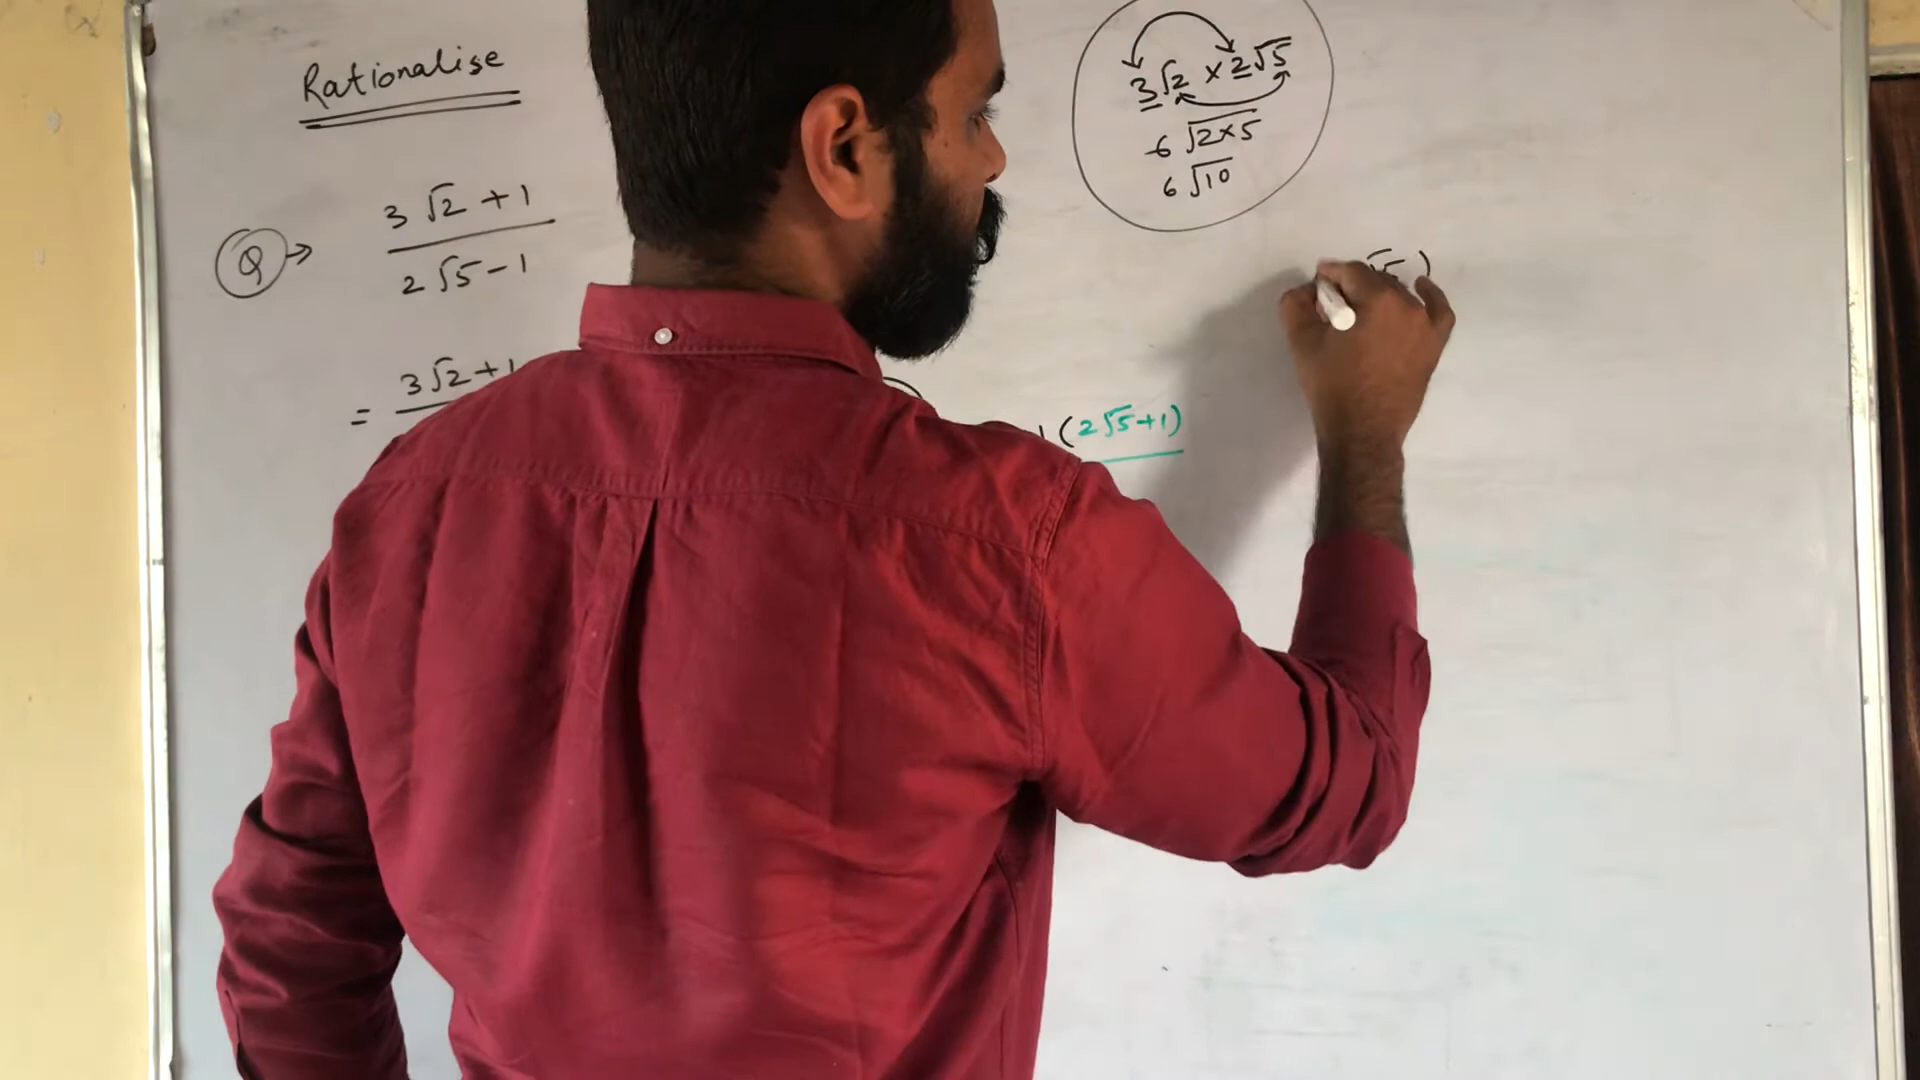 Rationalise
3√2 × 2√5
6 √2×5
6 √10
Q → 3√2 + 1
2√5 - 1
√5 )
= 3√2 + 1
( 2√5+1)